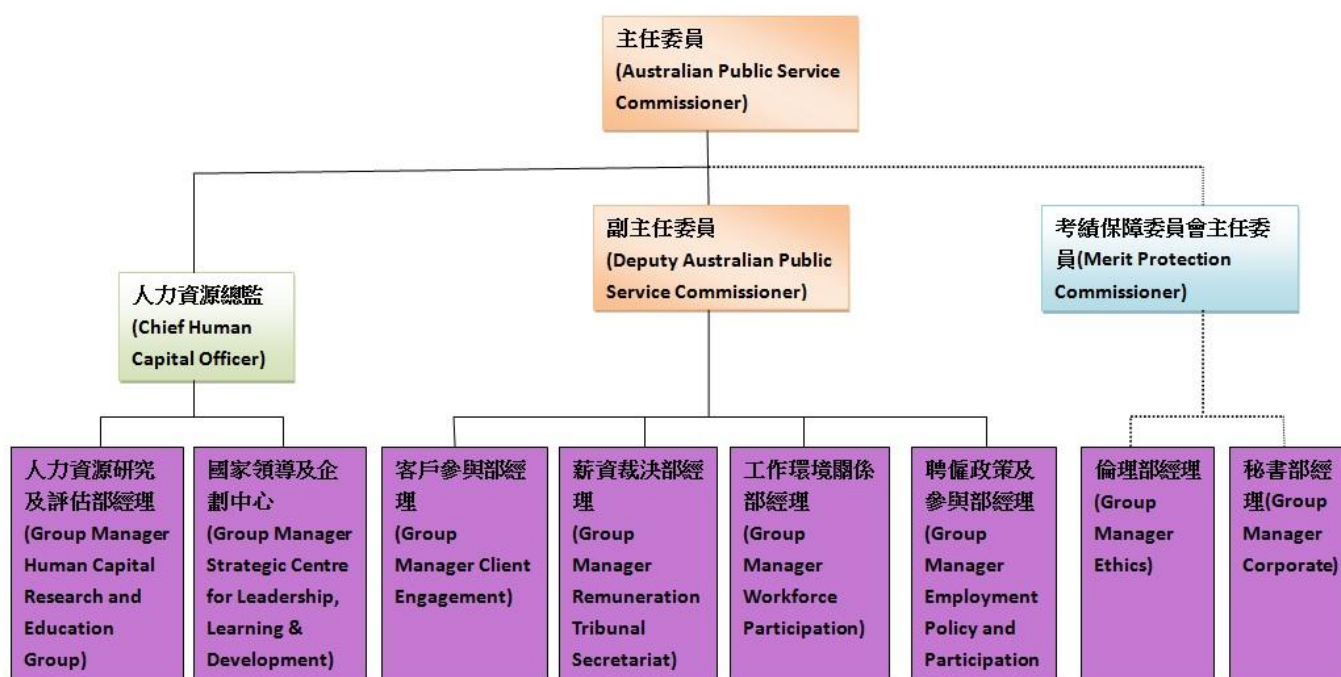 主任委員
(Australian Public Service
Commissioner)
副主任委員
(Deputy Australian Public
Service Commissioner)
考績保障委員會主任委
員(Merit Protection
Commissioner)
人力資源總監
(Chief Human
Capital Officer)
人力資源研究
及評估部經理
(Group Manager
Human Capital
Research and
Education
Group)
國家領導及企
劃中心
(Group Manager
Strategic Centre
for Leadership,
Learning &
Development)
客戶參與部經
理
(Group
Manager Client
Engagement)
薪資裁決部經
理
(Group
Manager
Remuneration
Tribunal
Secretariat)
工作環境關係
部經理
(Group
Manager
Workforce
Participation)
聘僱政策及
參與部經理
(Group
Manager
Employment
Policy and
Participation
倫理部經理
(Group
Manager
Ethics)
秘書部經
理(Group
Manager
Corporate)